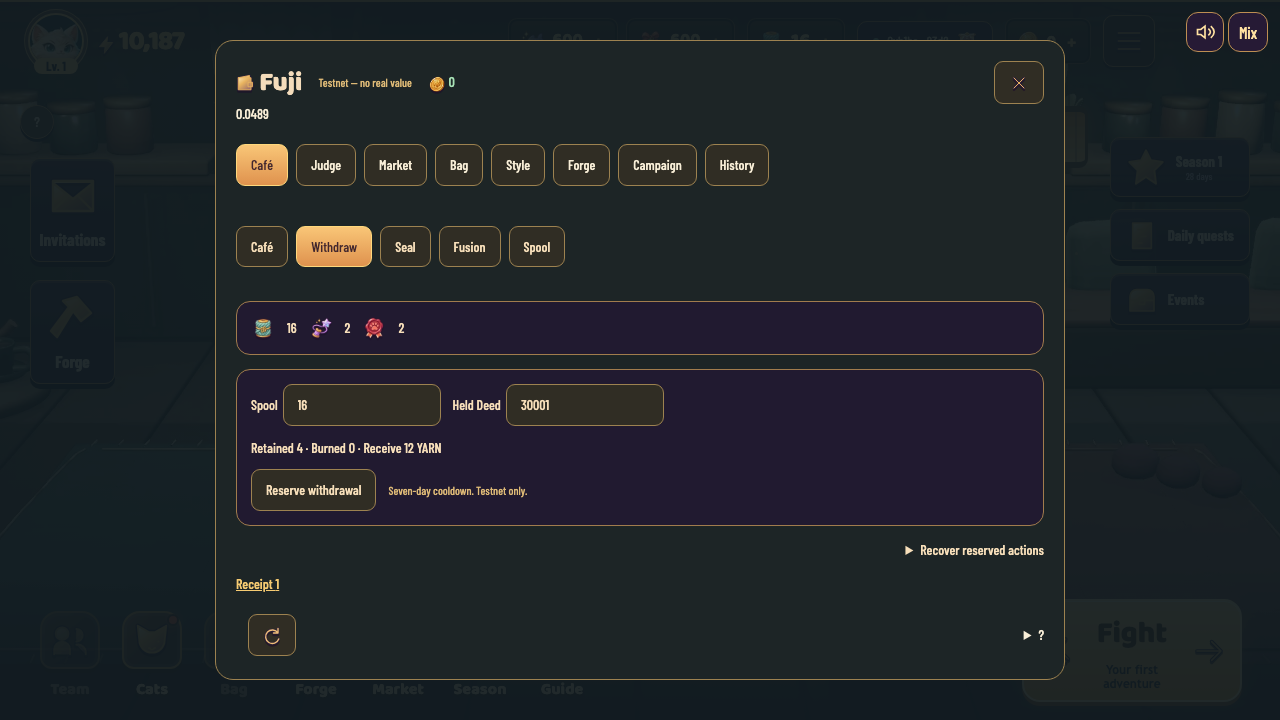 10,187
Lv. 1
Mix
Fuji
Testnet — no real value
0
0.0489
Café
Judge
Market
Bag
Style
Forge
Campaign
History
Café
Withdraw
Seal
Fusion
Spool
16
2
2
Spool
16
Held Deed
30001
Retained 4 · Burned 0 · Receive 12 YARN
Reserve withdrawal
Seven-day cooldown. Testnet only.
Recover reserved actions
Receipt 1
?
?
Invitations
Forge
Season 1
Daily quests
Events
Fight
Your first
adventure
Team
Cats
Bag
Forge
Market
Season
Guide